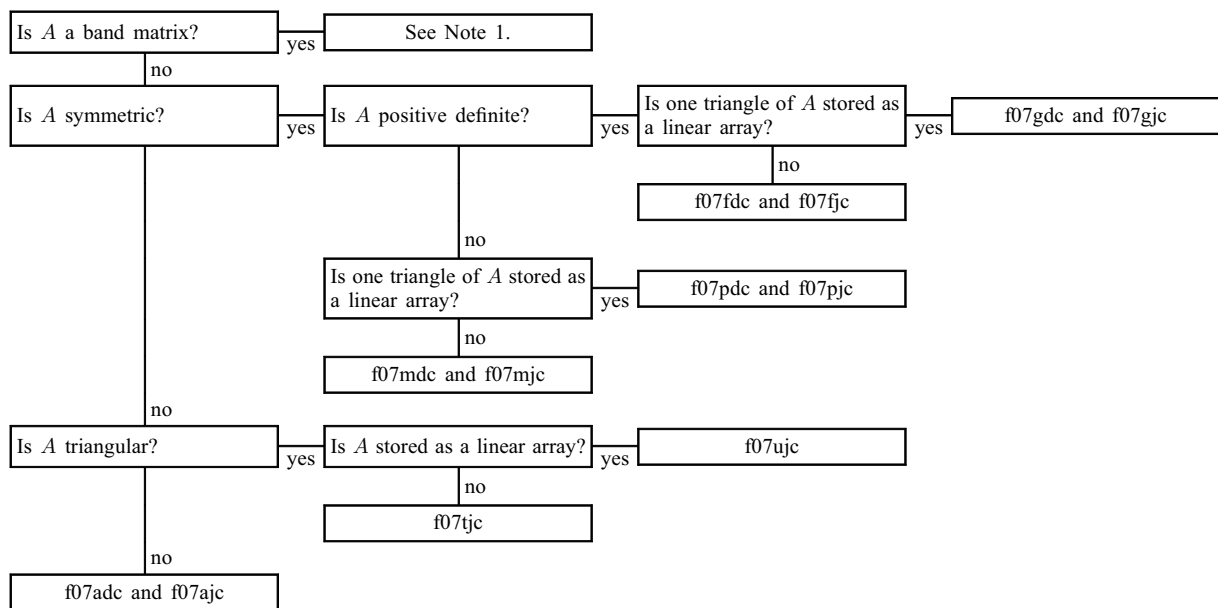 Is A a band matrix?
yes
See Note 1.
no
Is A symmetric?
yes
Is A positive definite?
yes
Is one triangle of A stored as
a linear array?
yes
f07gdc and f07gjc
no
f07fdc and f07fjc
no
Is one triangle of A stored as
a linear array?
yes
f07pdc and f07pjc
no
f07mdc and f07mjc
no
Is A triangular?
yes
Is A stored as a linear array?
yes
f07ujc
no
f07tjc
no
f07adc and f07ajc